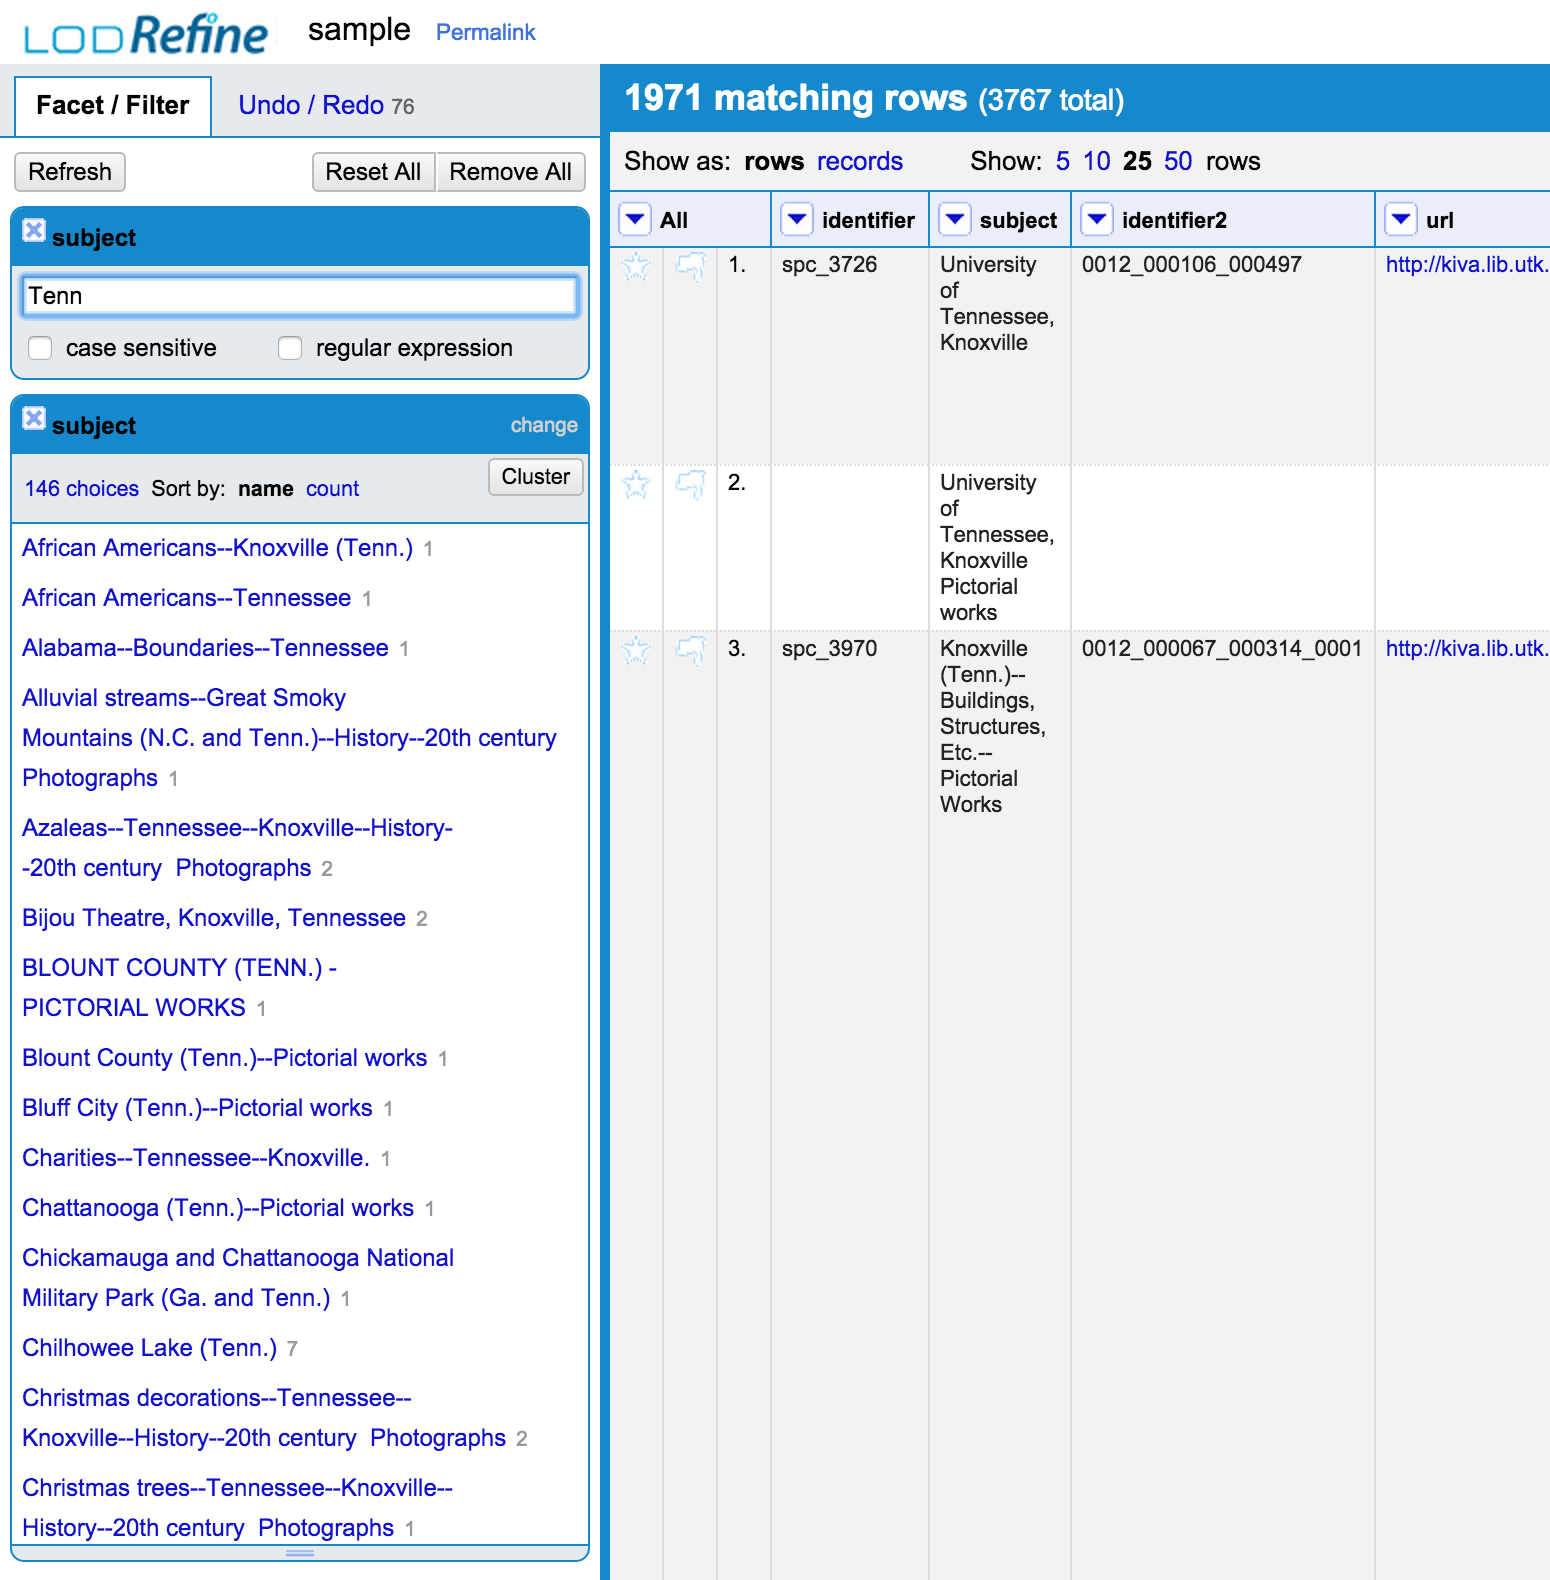 LOD Refine sample Permalink
Facet / Filter Undo / Redo 76
Refresh Reset All Remove All
subject
Tenn
case sensitive regular expression
subject change
146 choices Sort by: name count Cluster
African Americans--Knoxville (Tenn.) 1
African Americans--Tennessee 1
Alabama--Boundaries--Tennessee 1
Alluvial streams--Great Smoky
Mountains (N.C. and Tenn.)--History--20th century
Photographs 1
Azaleas--Tennessee--Knoxville--History-
-20th century Photographs 2
Bijou Theatre, Knoxville, Tennessee 2
BLOUNT COUNTY (TENN.) -
PICTORIAL WORKS 1
Blount County (Tenn.)--Pictorial works 1
Bluff City (Tenn.)--Pictorial works 1
Charities--Tennessee--Knoxville. 1
Chattanooga (Tenn.)--Pictorial works 1
Chickamauga and Chattanooga National
Military Park (Ga. and Tenn.) 1
Chilhowee Lake (Tenn.) 7
Christmas decorations--Tennessee--
Knoxville--History--20th century Photographs 2
Christmas trees--Tennessee--Knoxville--
History--20th century Photographs 1
1971 matching rows (3767 total)
Show as: rows records Show: 5 10 25 50 rows
All identifier subject identifier2 url
1. spc_3726 University 0012_000106_000497 http://kiva.lib.utk.
of
Tennessee,
Knoxville
2. University
of
Tennessee,
Knoxville
Pictorial
works
3. spc_3970 Knoxville 0012_000067_000314_0001 http://kiva.lib.utk.
(Tenn.)--
Buildings,
Structures,
Etc.--
Pictorial
Works